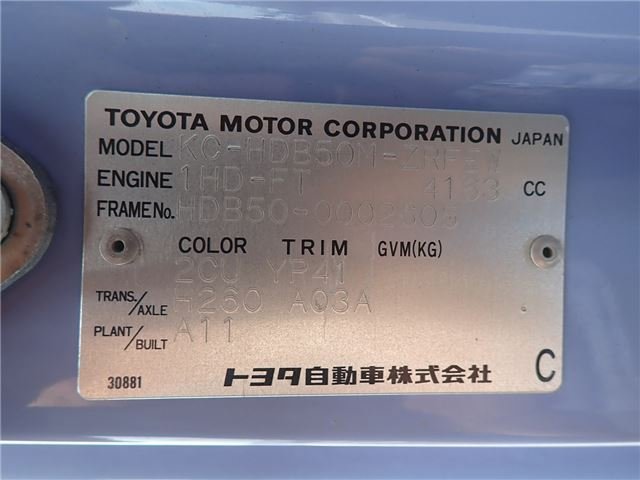 TOYOTA MOTOR CORPORATION JAPAN
MODEL KC-HDB50M-ZRFEW
ENGINE 1HD-FT 4163 CC
FRAME No. HDB50-0002609
COLOR TRIM GVM(KG)
2CU YP41
TRANS./AXLE H260 A03A
PLANT/BUILT A11
30881 トヨタ自動車株式会社 C